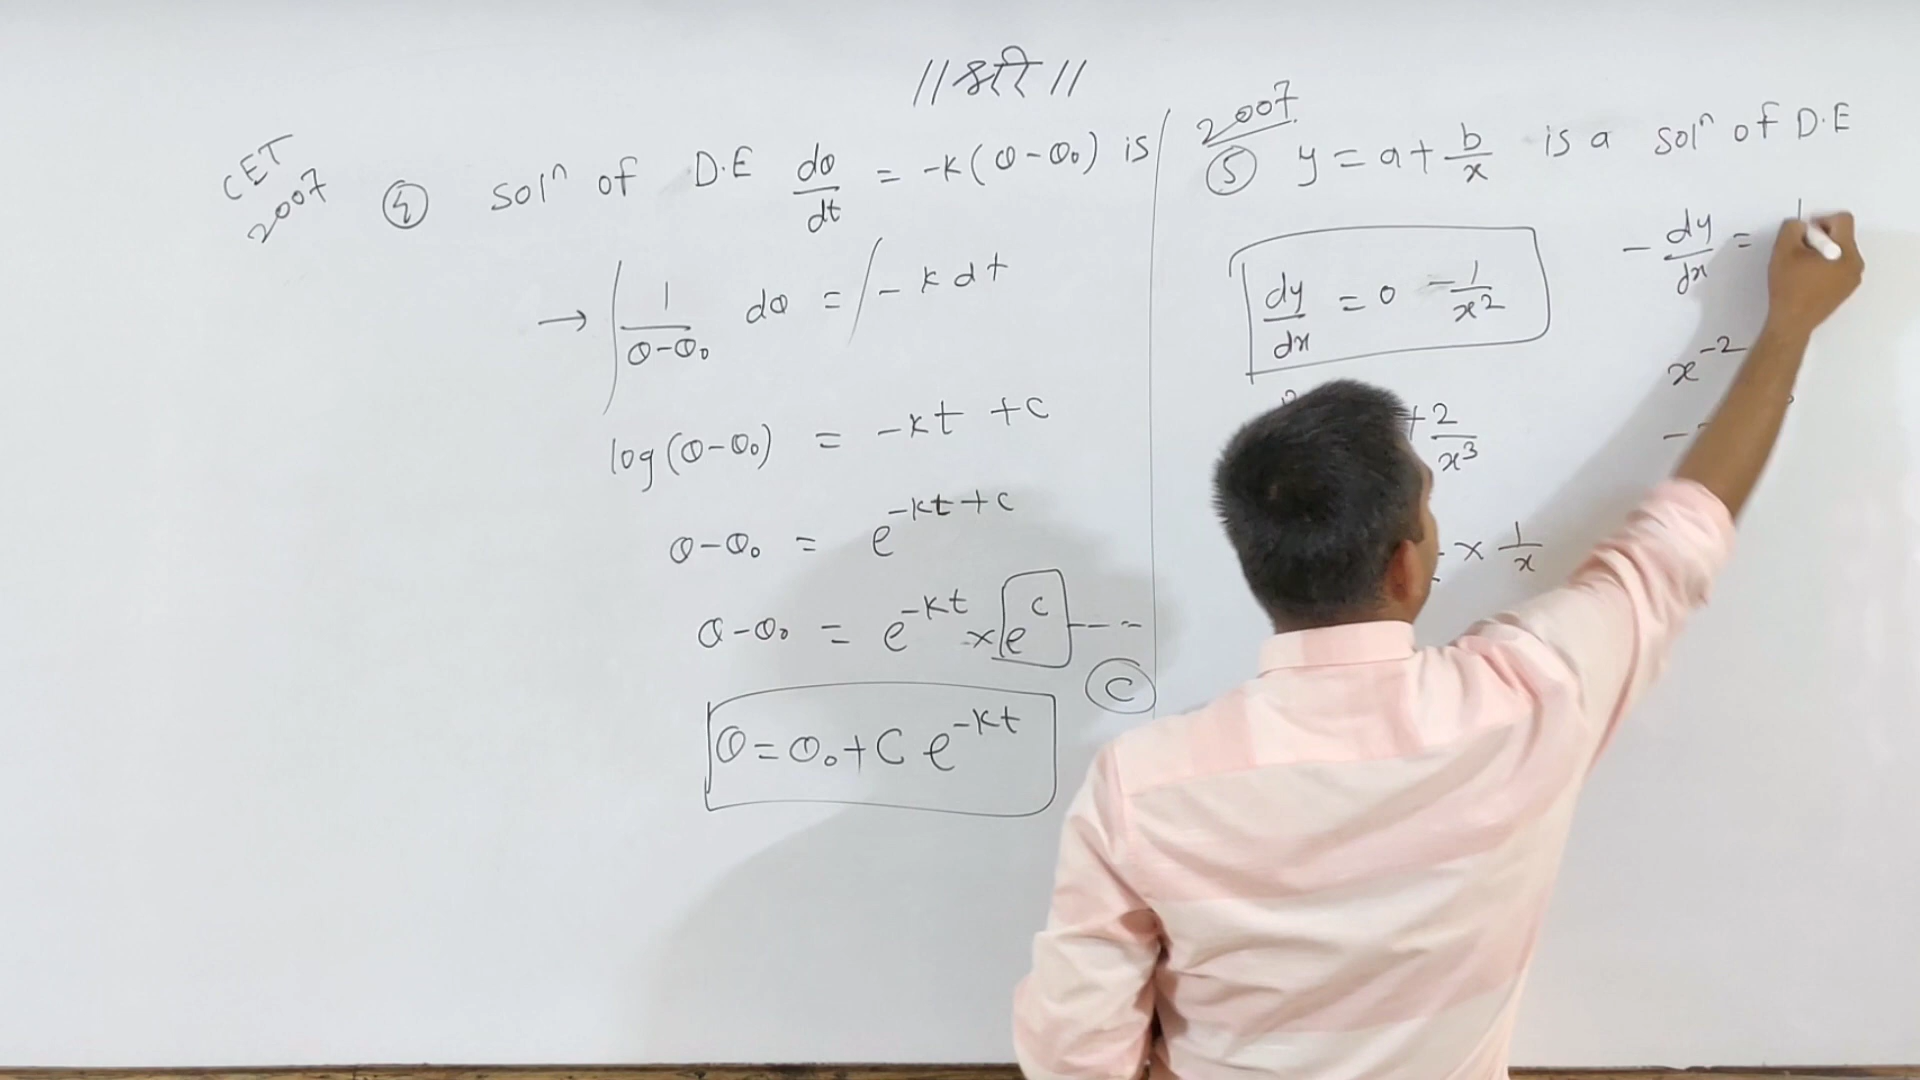 //श्री//
CET
2007
④ Solⁿ of D.E dθ/dt = -k(θ-θ₀) is
→ ∫ 1/(θ-θ₀) dθ = ∫ -k dt
log(θ-θ₀) = -kt + c
θ-θ₀ = e^(-kt+c)
θ-θ₀ = e^(-kt) × e^c ----
C
θ = θ₀ + C e^(-kt)
2007
⑤ y = a + b/x is a solⁿ of D.E
dy/dx = 0 - 1/x²
+2/x³
× 1/x
- dy/dx =
x^(-2)